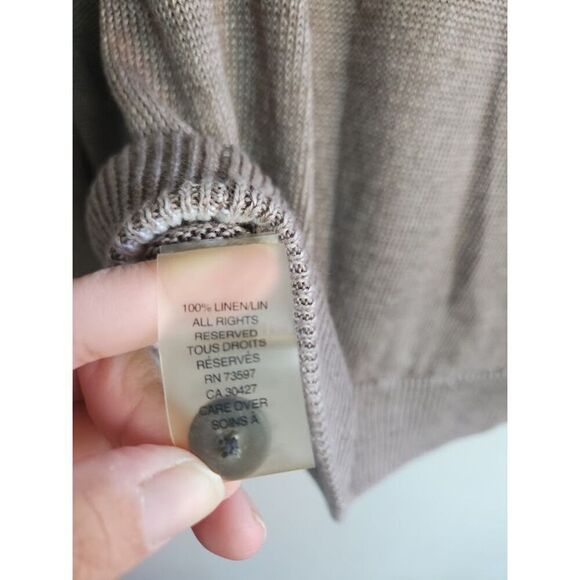 100% LINEN/LIN
ALL RIGHTS
RESERVED
TOUS DROITS
RÉSERVÉS
RN 73597
CA 30427
CARE OVER
SOINS À